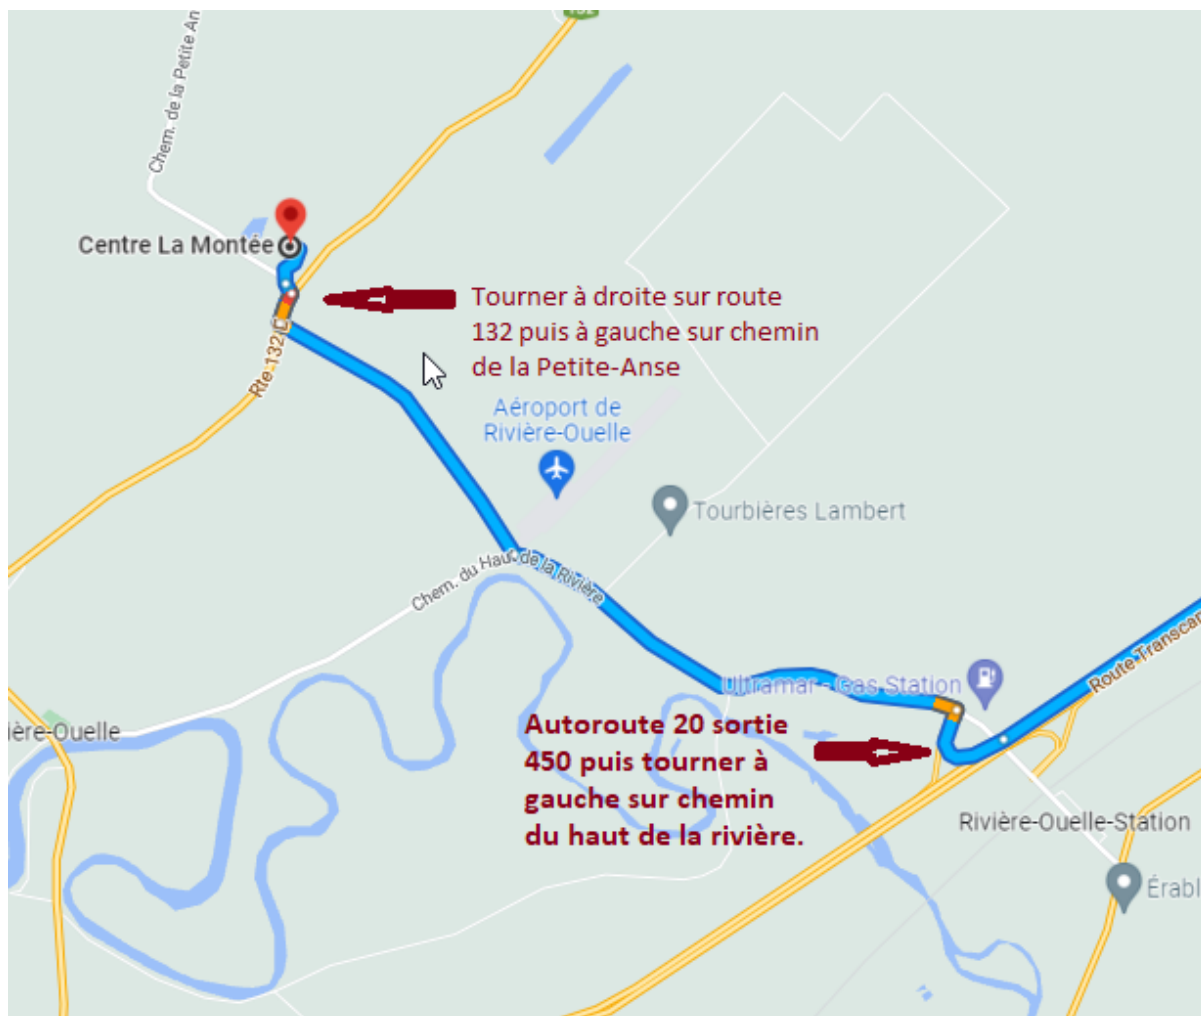 132
Chem. de la Petite An
Centre La Montée
Tourner à droite sur route
132 puis à gauche sur chemin
de la Petite-Anse
Rte 132
Aéroport de
Rivière-Ouelle
Tourbières Lambert
Chem. du Haut de la Rivière
Route Transcan
Ultramar - Gas Station
ière-Ouelle
Autoroute 20 sortie
450 puis tourner à
gauche sur chemin
du haut de la rivière.
Rivière-Ouelle-Station
Érabl